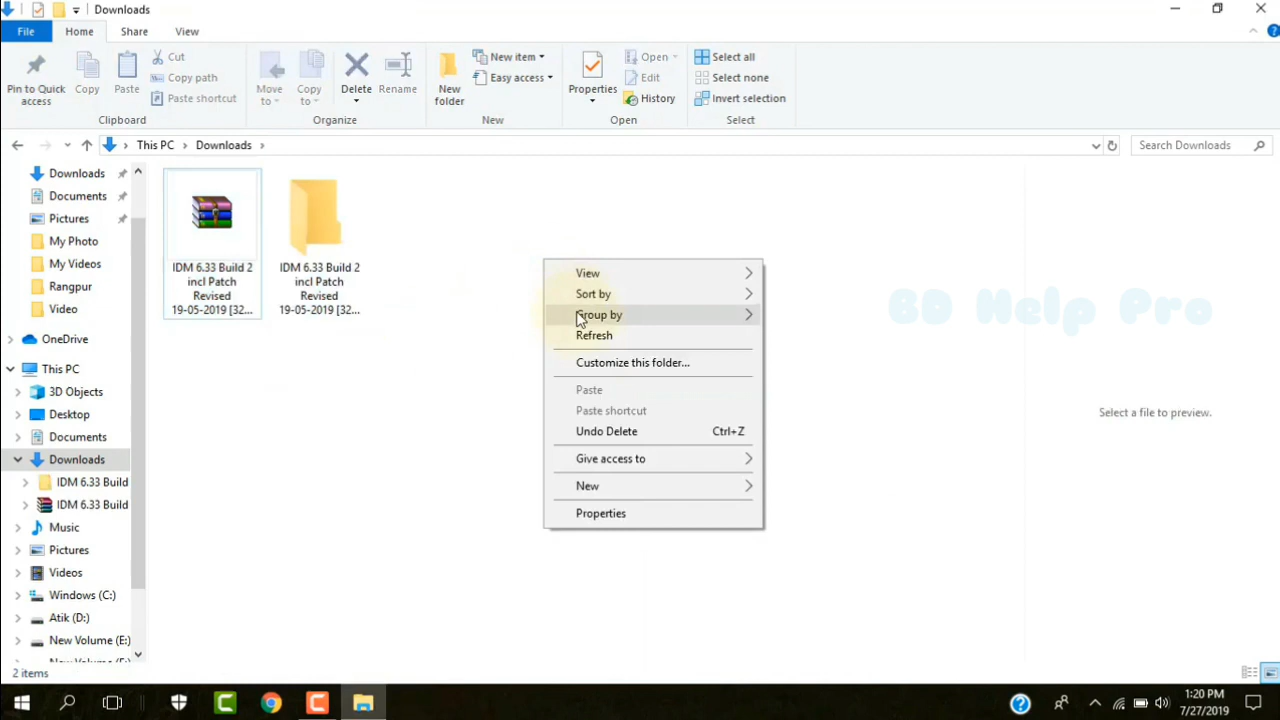 Downloads
File
Home
Share
View
Pin to Quick access
Copy
Paste
Cut
Copy path
Paste shortcut
Clipboard
Move to
Copy to
Delete
Rename
Organize
New folder
New item
Easy access
New
Properties
Open
Edit
History
Open
Select all
Select none
Invert selection
Select
This PC
Downloads
Search Downloads
Downloads
Documents
Pictures
My Photo
My Videos
Rangpur
Video
OneDrive
This PC
3D Objects
Desktop
Documents
Downloads
IDM 6.33 Build
IDM 6.33 Build
Music
Pictures
Videos
Windows (C:)
Atik (D:)
New Volume (E:)
IDM 6.33 Build 2
incl Patch
Revised
19-05-2019 [32...
IDM 6.33 Build 2
incl Patch
Revised
19-05-2019 [32...
View
Sort by
Group by
Refresh
Customize this folder...
Paste
Paste shortcut
Undo Delete Ctrl+Z
Give access to
New
Properties
BD Help Pro
Select a file to preview.
2 items
1:20 PM
7/27/2019